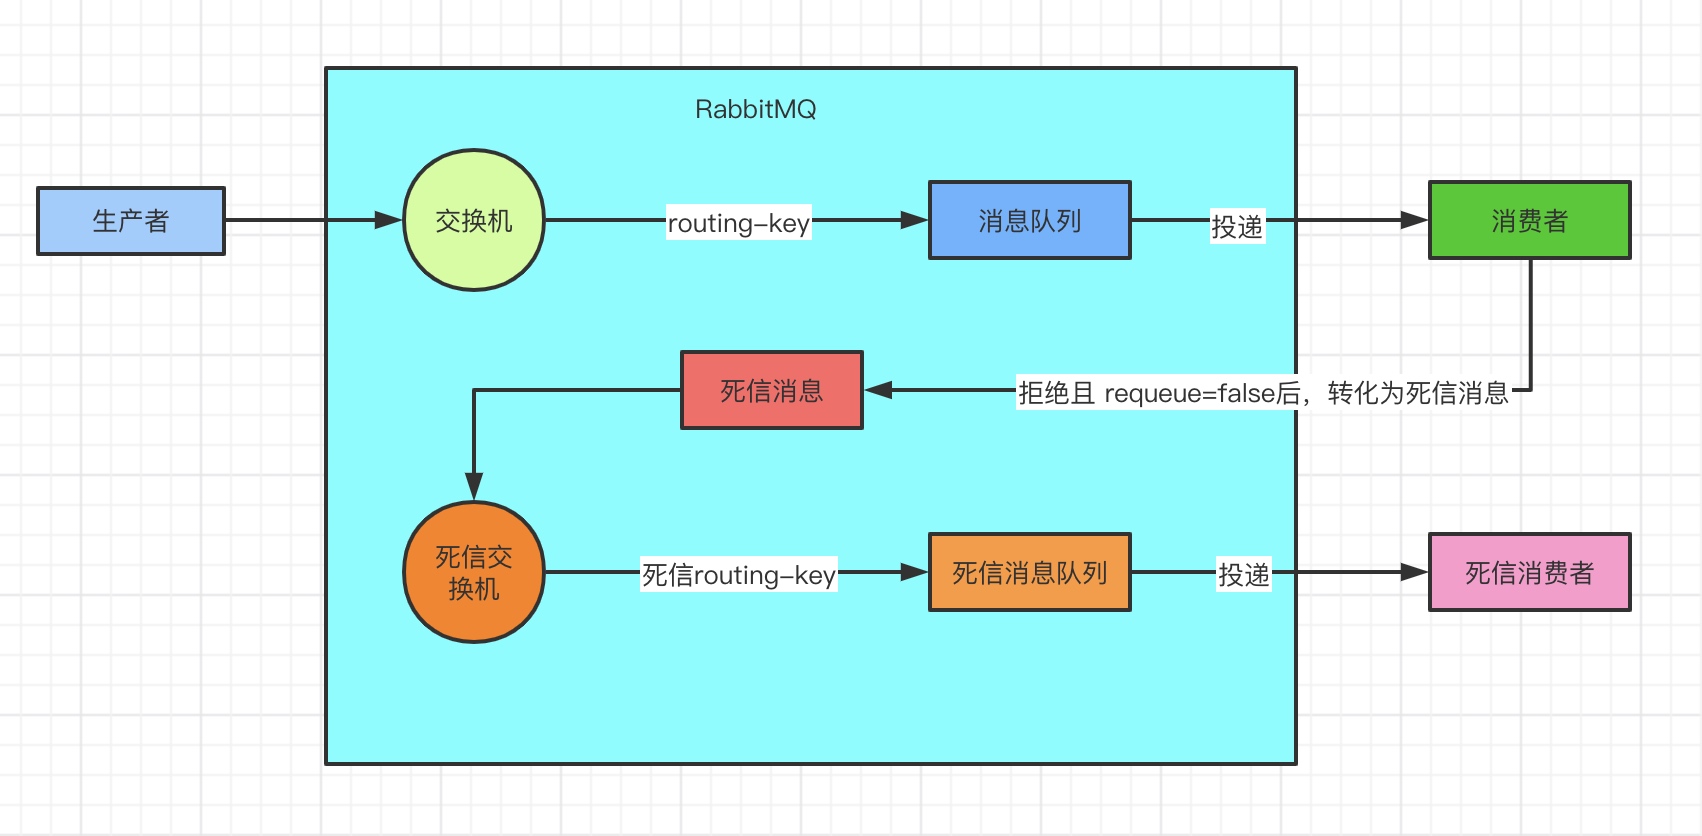 RabbitMQ
生产者
交换机
routing-key
消息队列
投递
消费者
死信消息
拒绝且 requeue=false后，转化为死信消息
死信交
换机
死信routing-key
死信消息队列
投递
死信消费者